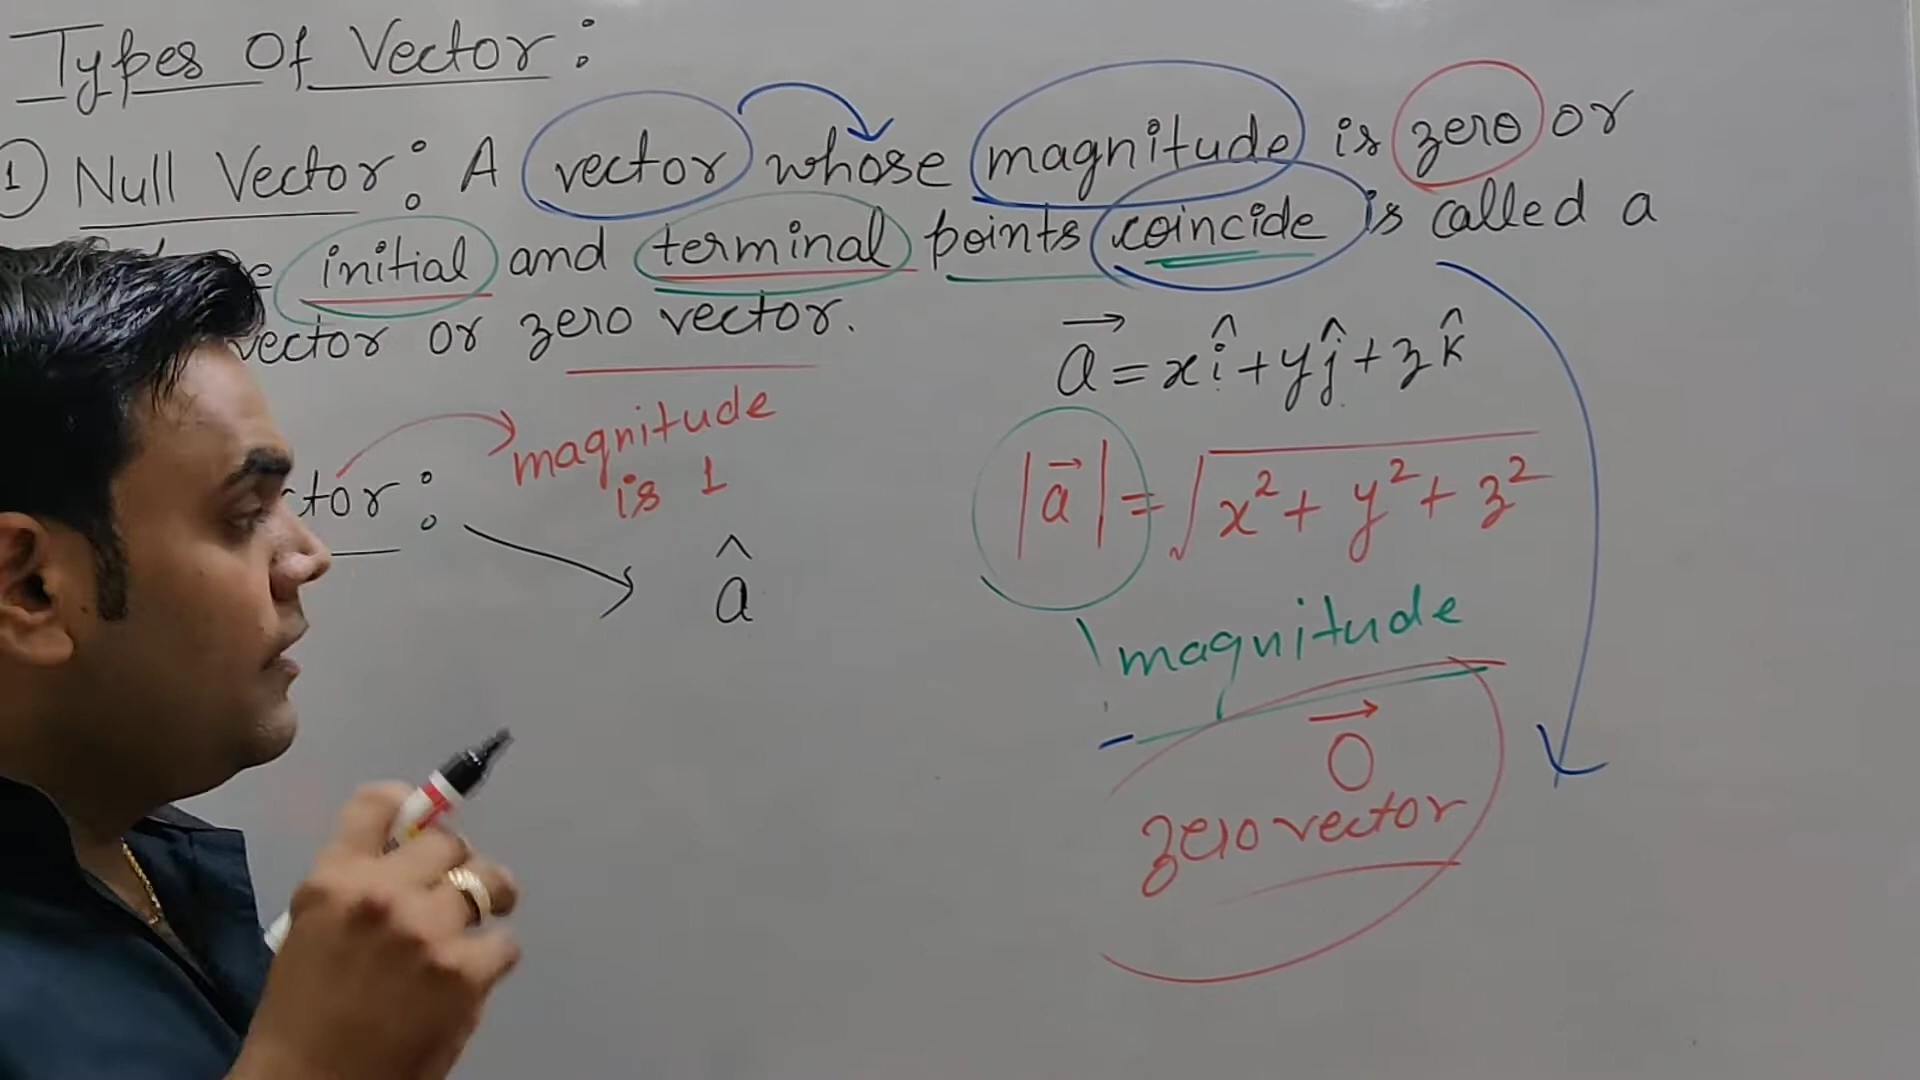 Types Of Vector :
① Null Vector : A vector whose magnitude is zero or
initial and terminal points coincide is called a
vector or zero vector.
a⃗ = xî + yĵ + zk̂
magnitude
is 1
|a⃗| = √x² + y² + z²
â
magnitude
0⃗
zero vector